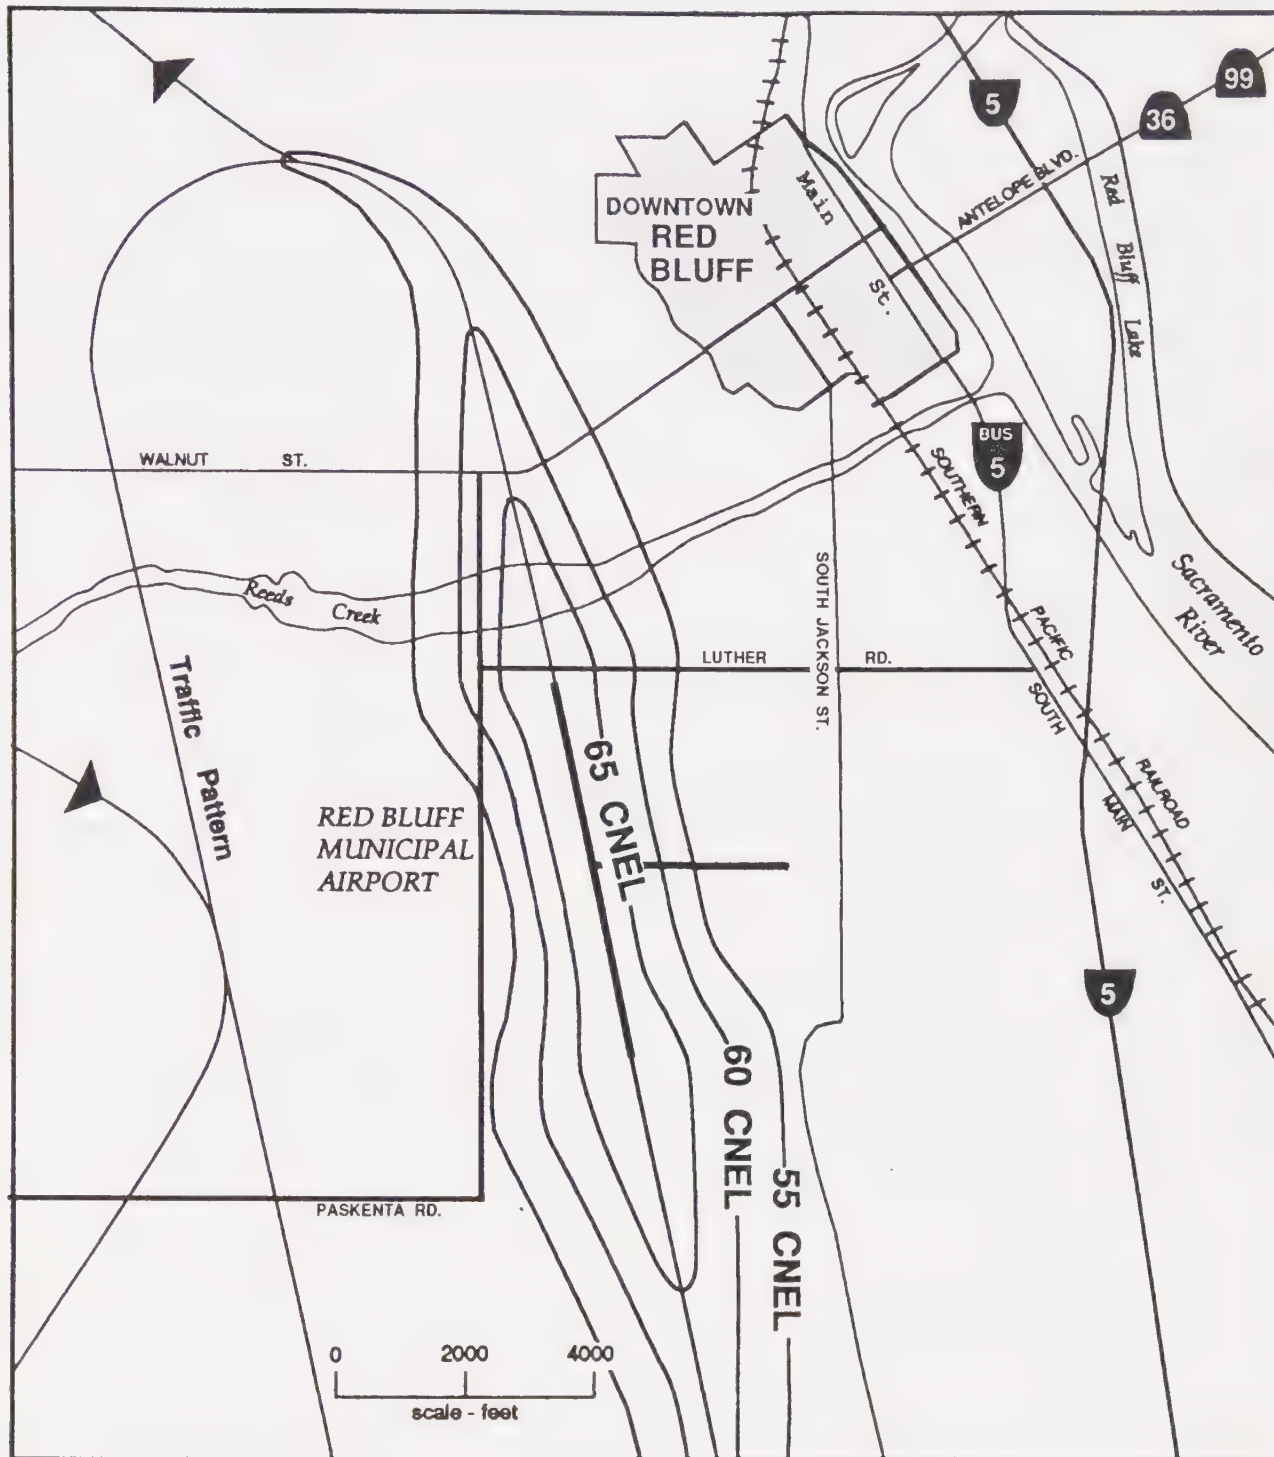 99
5
36
ANTELOPE BLVD.
Red Bluff Lake
Main St.
DOWNTOWN
RED
BLUFF
BUS
5
WALNUT ST.
SOUTHERN PACIFIC RAILROAD
Sacramento
River
Reeds Creek
SOUTH JACKSON ST.
LUTHER RD.
SOUTH MAIN ST.
Traffic Pattern
65 CNEL
RED BLUFF
MUNICIPAL
AIRPORT
5
60 CNEL
55 CNEL
PASKENTA RD.
0 2000 4000
scale - feet